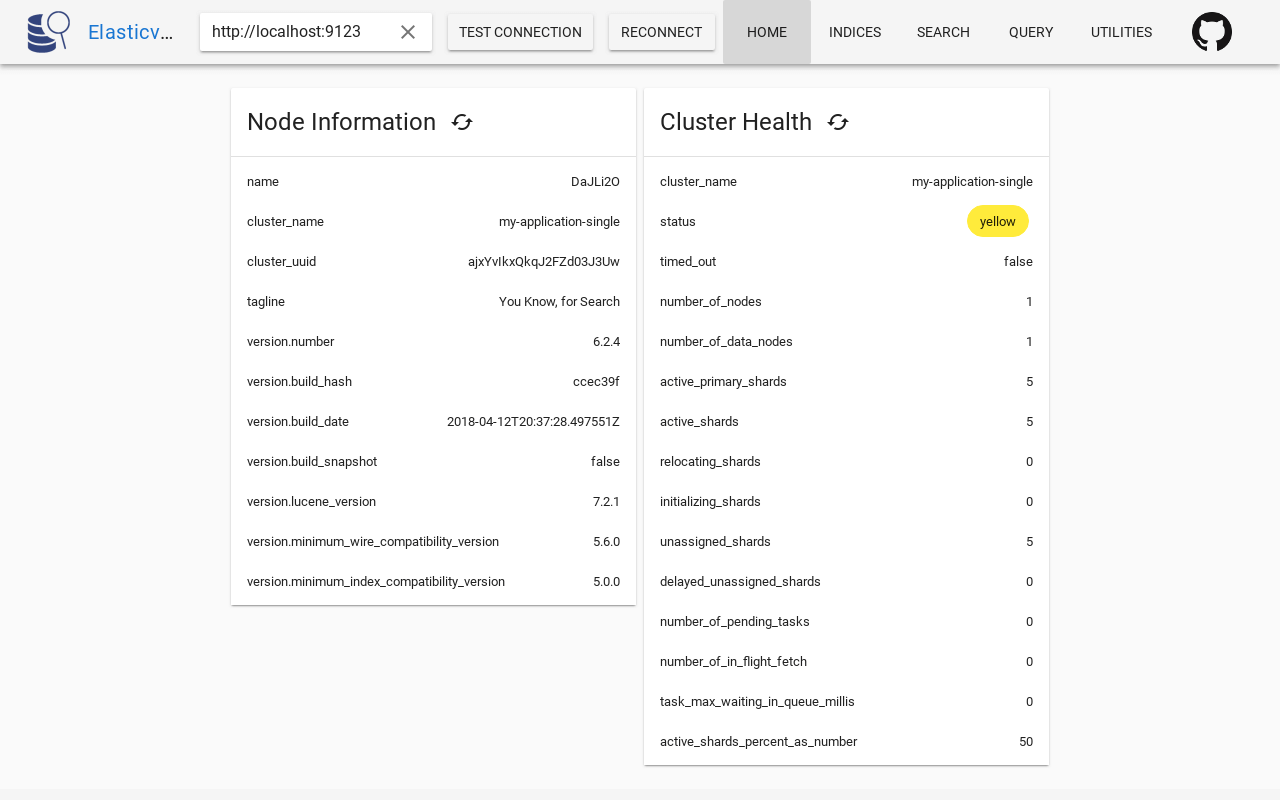 Elasticv...
http://localhost:9123
TEST CONNECTION
RECONNECT
HOME
INDICES
SEARCH
QUERY
UTILITIES
Node Information
name DaJLi2O
cluster_name my-application-single
cluster_uuid ajxYvIkxQkqJ2FZd03J3Uw
tagline You Know, for Search
version.number 6.2.4
version.build_hash ccec39f
version.build_date 2018-04-12T20:37:28.497551Z
version.build_snapshot false
version.lucene_version 7.2.1
version.minimum_wire_compatibility_version 5.6.0
version.minimum_index_compatibility_version 5.0.0
Cluster Health
cluster_name my-application-single
status yellow
timed_out false
number_of_nodes 1
number_of_data_nodes 1
active_primary_shards 5
active_shards 5
relocating_shards 0
initializing_shards 0
unassigned_shards 5
delayed_unassigned_shards 0
number_of_pending_tasks 0
number_of_in_flight_fetch 0
task_max_waiting_in_queue_millis 0
active_shards_percent_as_number 50